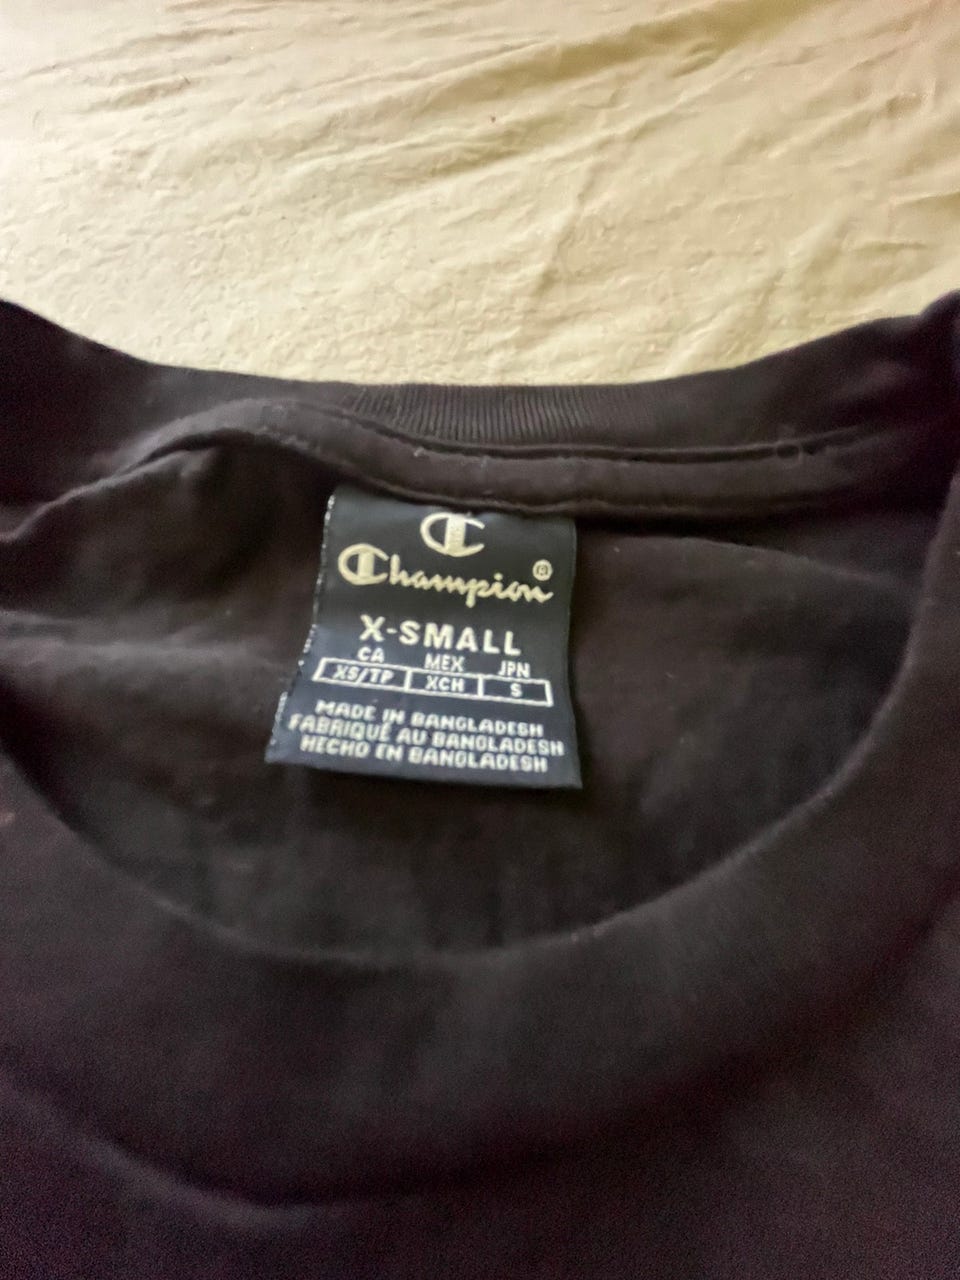 Champion®
X-SMALL
CA MEX JPN
XS/TP XCH S
MADE IN BANGLADESH
FABRIQUÉ AU BANGLADESH
HECHO EN BANGLADESH